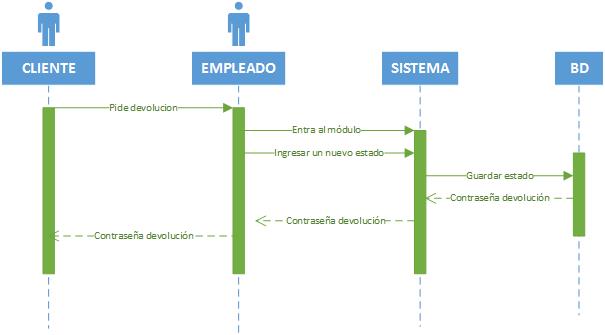 CLIENTE
EMPLEADO
SISTEMA
BD
Pide devolucion
Entra al módulo
Ingresar un nuevo estado
Guardar estado
Contraseña devolución
Contraseña devolución
Contraseña devolución